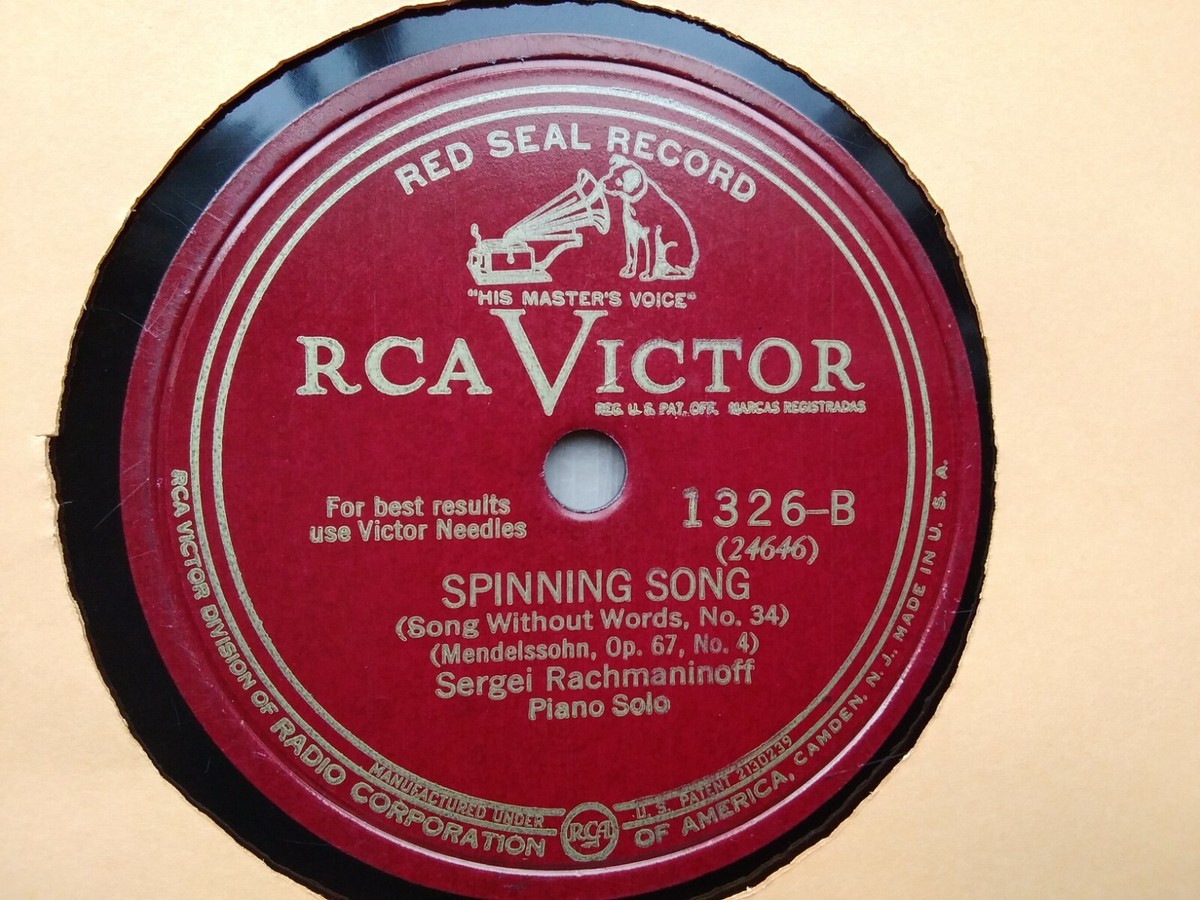 RED SEAL RECORD
"HIS MASTER'S VOICE"
RCA VICTOR
REG. U. S. PAT. OFF. MARCAS REGISTRADAS
For best results
use Victor Needles
1326-B
(24646)
SPINNING SONG
(Song Without Words, No. 34)
(Mendelssohn, Op. 67, No. 4)
Sergei Rachmaninoff
Piano Solo
MANUFACTURED UNDER U. S. PATENT 2130239
RCA VICTOR DIVISION OF RADIO CORPORATION OF AMERICA, CAMDEN, N. J., MADE IN U. S. A.
RCA